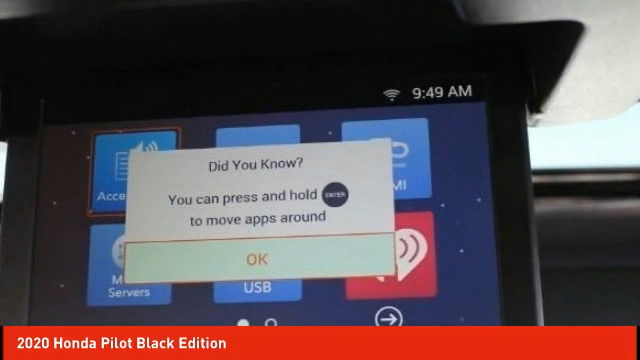 9:49 AM
Did You Know?
You can press and hold ENTER
to move apps around
OK
Servers
USB
2020 Honda Pilot Black Edition